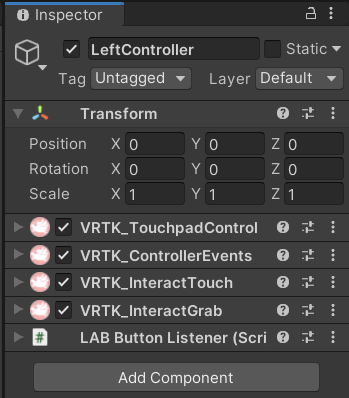 Inspector
LeftController Static
Tag Untagged Layer Default
Transform
Position X 0 Y 0 Z 0
Rotation X 0 Y 0 Z 0
Scale X 1 Y 1 Z 1
VRTK_TouchpadControl
VRTK_ControllerEvents
VRTK_InteractTouch
VRTK_InteractGrab
# LAB Button Listener (Scri
Add Component